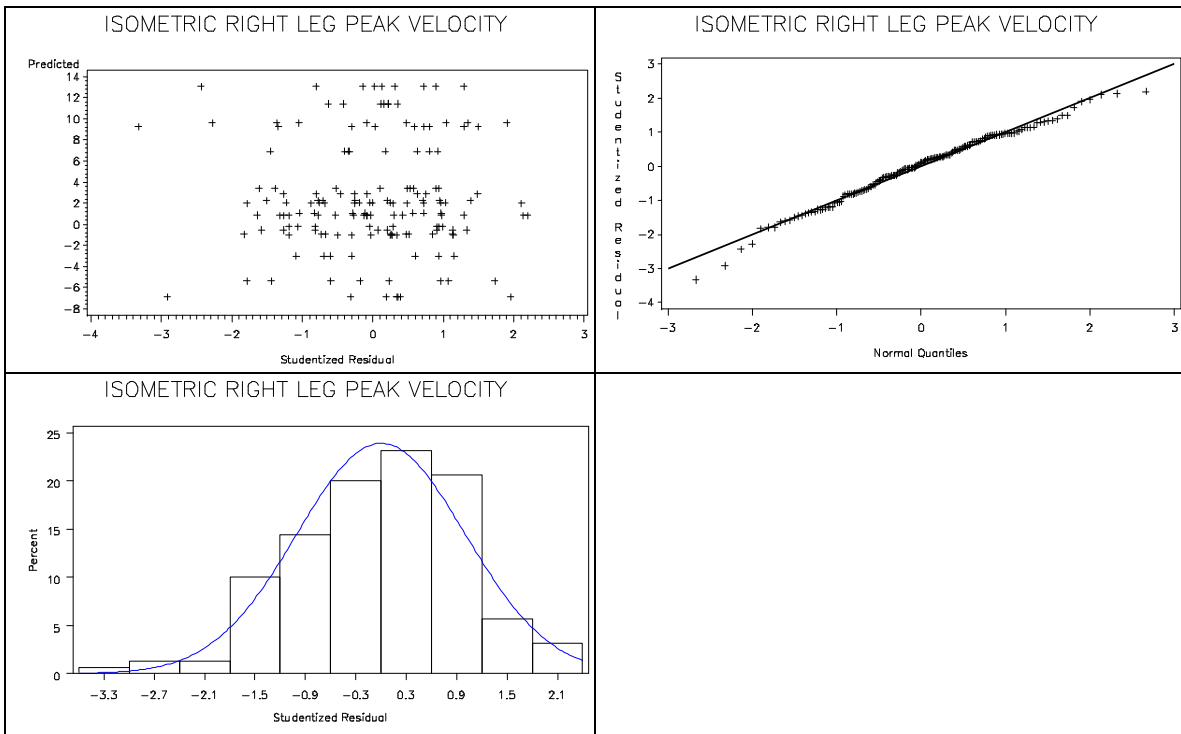 ISOMETRIC RIGHT LEG PEAK VELOCITY
Predicted
14
12
10
8
6
4
2
0
−2
−4
−6
−8
−4 −3 −2 −1 0 1 2 3
Studentized Residual
ISOMETRIC RIGHT LEG PEAK VELOCITY
Studentized Residual
3
2
1
0
−1
−2
−3
−4
−3 −2 −1 0 1 2 3
Normal Quantiles
ISOMETRIC RIGHT LEG PEAK VELOCITY
Percent
25
20
15
10
5
0
−3.3 −2.7 −2.1 −1.5 −0.9 −0.3 0.3 0.9 1.5 2.1
Studentized Residual